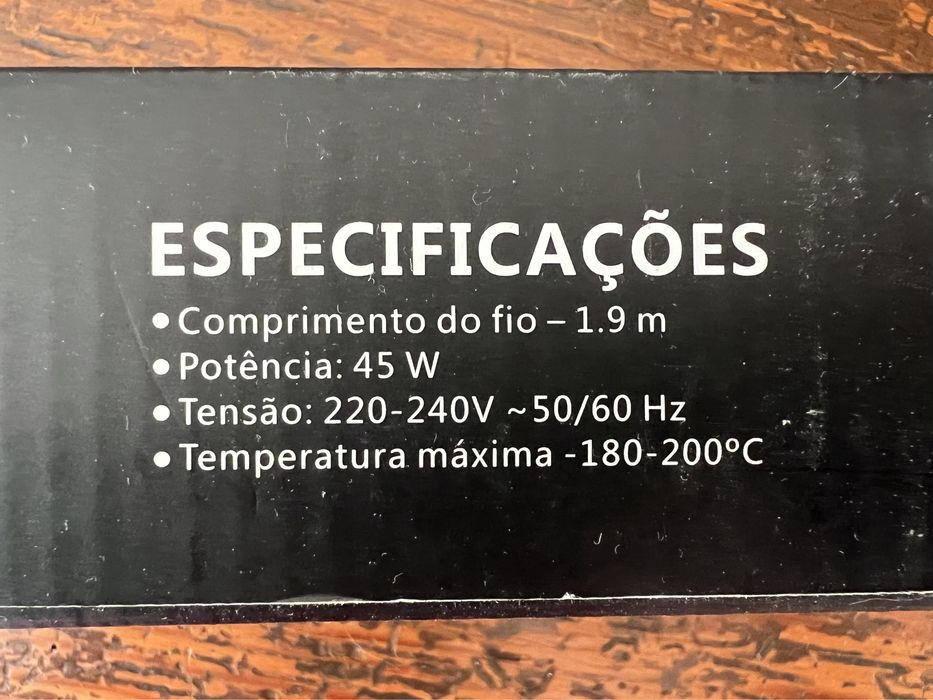 ESPECIFICAÇÕES
• Comprimento do fio – 1.9 m
• Potência: 45 W
• Tensão: 220-240V ~50/60 Hz
• Temperatura máxima -180-200ºC